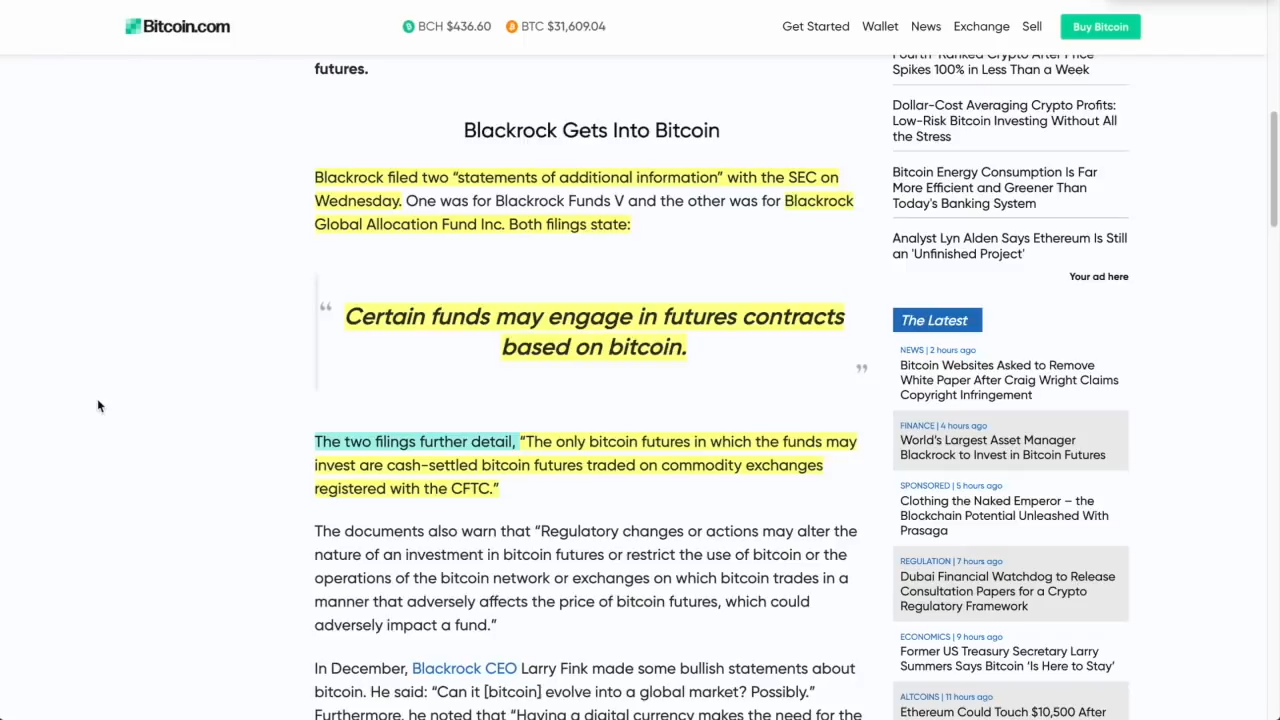 Bitcoin.com
BCH $436.60
BTC $31,609.04
Get Started
Wallet
News
Exchange
Sell
Buy Bitcoin
futures.
Blackrock Gets Into Bitcoin
Blackrock filed two “statements of additional information” with the SEC on
Wednesday. One was for Blackrock Funds V and the other was for Blackrock
Global Allocation Fund Inc. Both filings state:
“
Certain funds may engage in futures contracts
based on bitcoin.
”
The two filings further detail, “The only bitcoin futures in which the funds may
invest are cash-settled bitcoin futures traded on commodity exchanges
registered with the CFTC.”
The documents also warn that “Regulatory changes or actions may alter the
nature of an investment in bitcoin futures or restrict the use of bitcoin or the
operations of the bitcoin network or exchanges on which bitcoin trades in a
manner that adversely affects the price of bitcoin futures, which could
adversely impact a fund.”
In December, Blackrock CEO Larry Fink made some bullish statements about
bitcoin. He said: “Can it [bitcoin] evolve into a global market? Possibly.”
Furthermore, he noted that “Having a digital currency makes the need for the
Fourth-Ranked Crypto After Price
Spikes 100% in Less Than a Week
Dollar-Cost Averaging Crypto Profits:
Low-Risk Bitcoin Investing Without All
the Stress
Bitcoin Energy Consumption Is Far
More Efficient and Greener Than
Today's Banking System
Analyst Lyn Alden Says Ethereum Is Still
an 'Unfinished Project'
Your ad here
The Latest
NEWS | 2 hours ago
Bitcoin Websites Asked to Remove
White Paper After Craig Wright Claims
Copyright Infringement
FINANCE | 4 hours ago
World's Largest Asset Manager
Blackrock to Invest in Bitcoin Futures
SPONSORED | 5 hours ago
Clothing the Naked Emperor – the
Blockchain Potential Unleashed With
Prasaga
REGULATION | 7 hours ago
Dubai Financial Watchdog to Release
Consultation Papers for a Crypto
Regulatory Framework
ECONOMICS | 9 hours ago
Former US Treasury Secretary Larry
Summers Says Bitcoin ‘Is Here to Stay’
ALTCOINS | 11 hours ago
Ethereum Could Touch $10,500 After